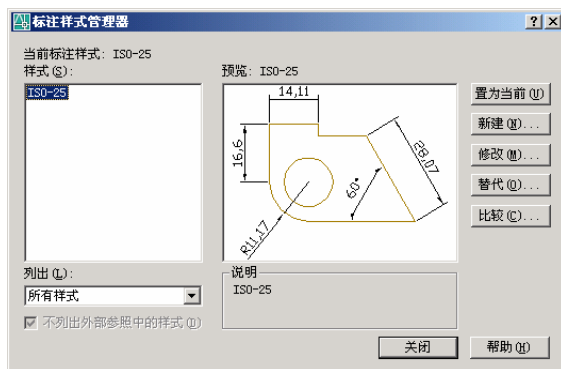 标注样式管理器
当前标注样式: ISO-25
样式(S):
ISO-25
预览: ISO-25
14,11
16,6
28,07
60°
R11,17
置为当前(U)
新建(N)...
修改(M)...
替代(O)...
比较(C)...
列出(L):
所有样式
不列出外部参照中的样式(D)
说明
ISO-25
关闭
帮助(H)